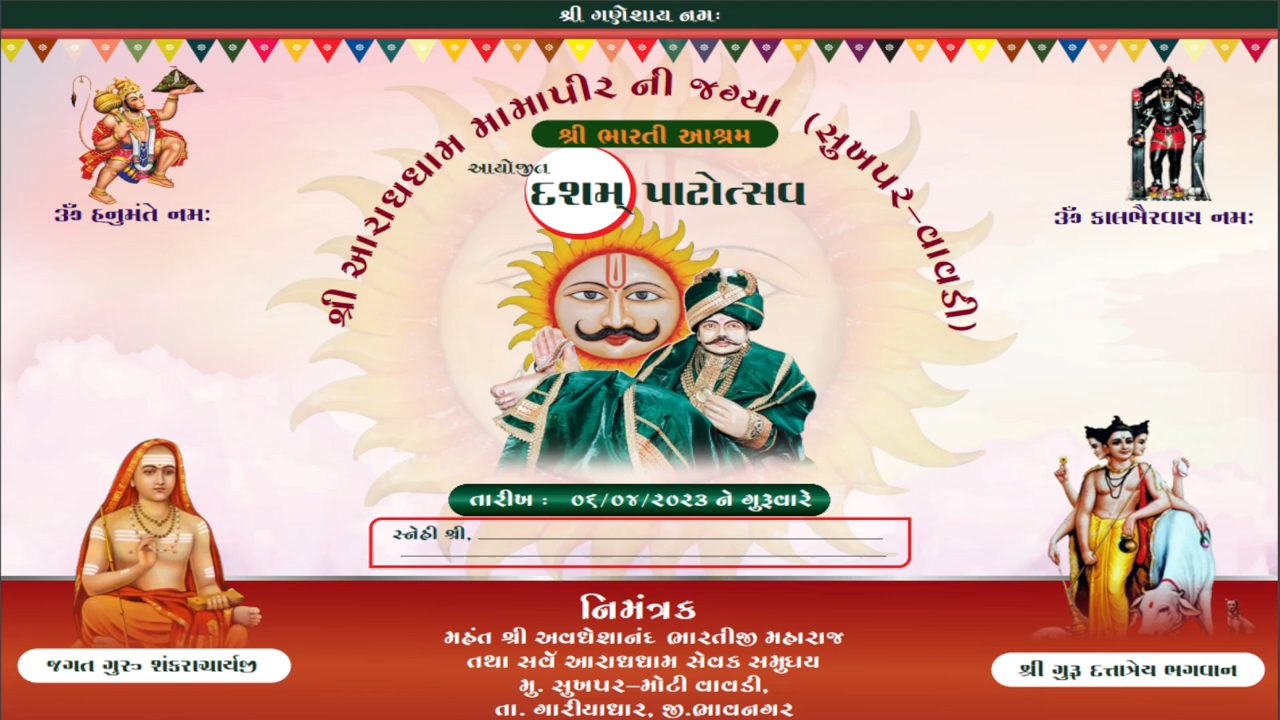 શ્રી ગણેશાય નમઃ
શ્રી આરાધધામ મામાપીર ની જગ્યા (સુખપર-વાવડી)
શ્રી ભારતી આશ્રમ
આયોજીત
દશમ્ પાટોત્સવ
ૐ હનુમંતે નમઃ
ૐ કાલભૈરવાય નમઃ
તારીખ : ૦૬/૦૪/૨૦૨૩ ને ગુરૂવારે
સ્નેહી શ્રી,
નિમંત્રક
મહંત શ્રી અવધેશાનંદ ભારતીજી મહારાજ
તથા સર્વે આરાધધામ સેવક સમુદાય
મુ. સુખપર-મોટી વાવડી,
તા. ગારીયાધાર, જી.ભાવનગર
જગત ગુરુ શંકરાચાર્યજી
શ્રી ગુરૂ દત્તાત્રેય ભગવાન